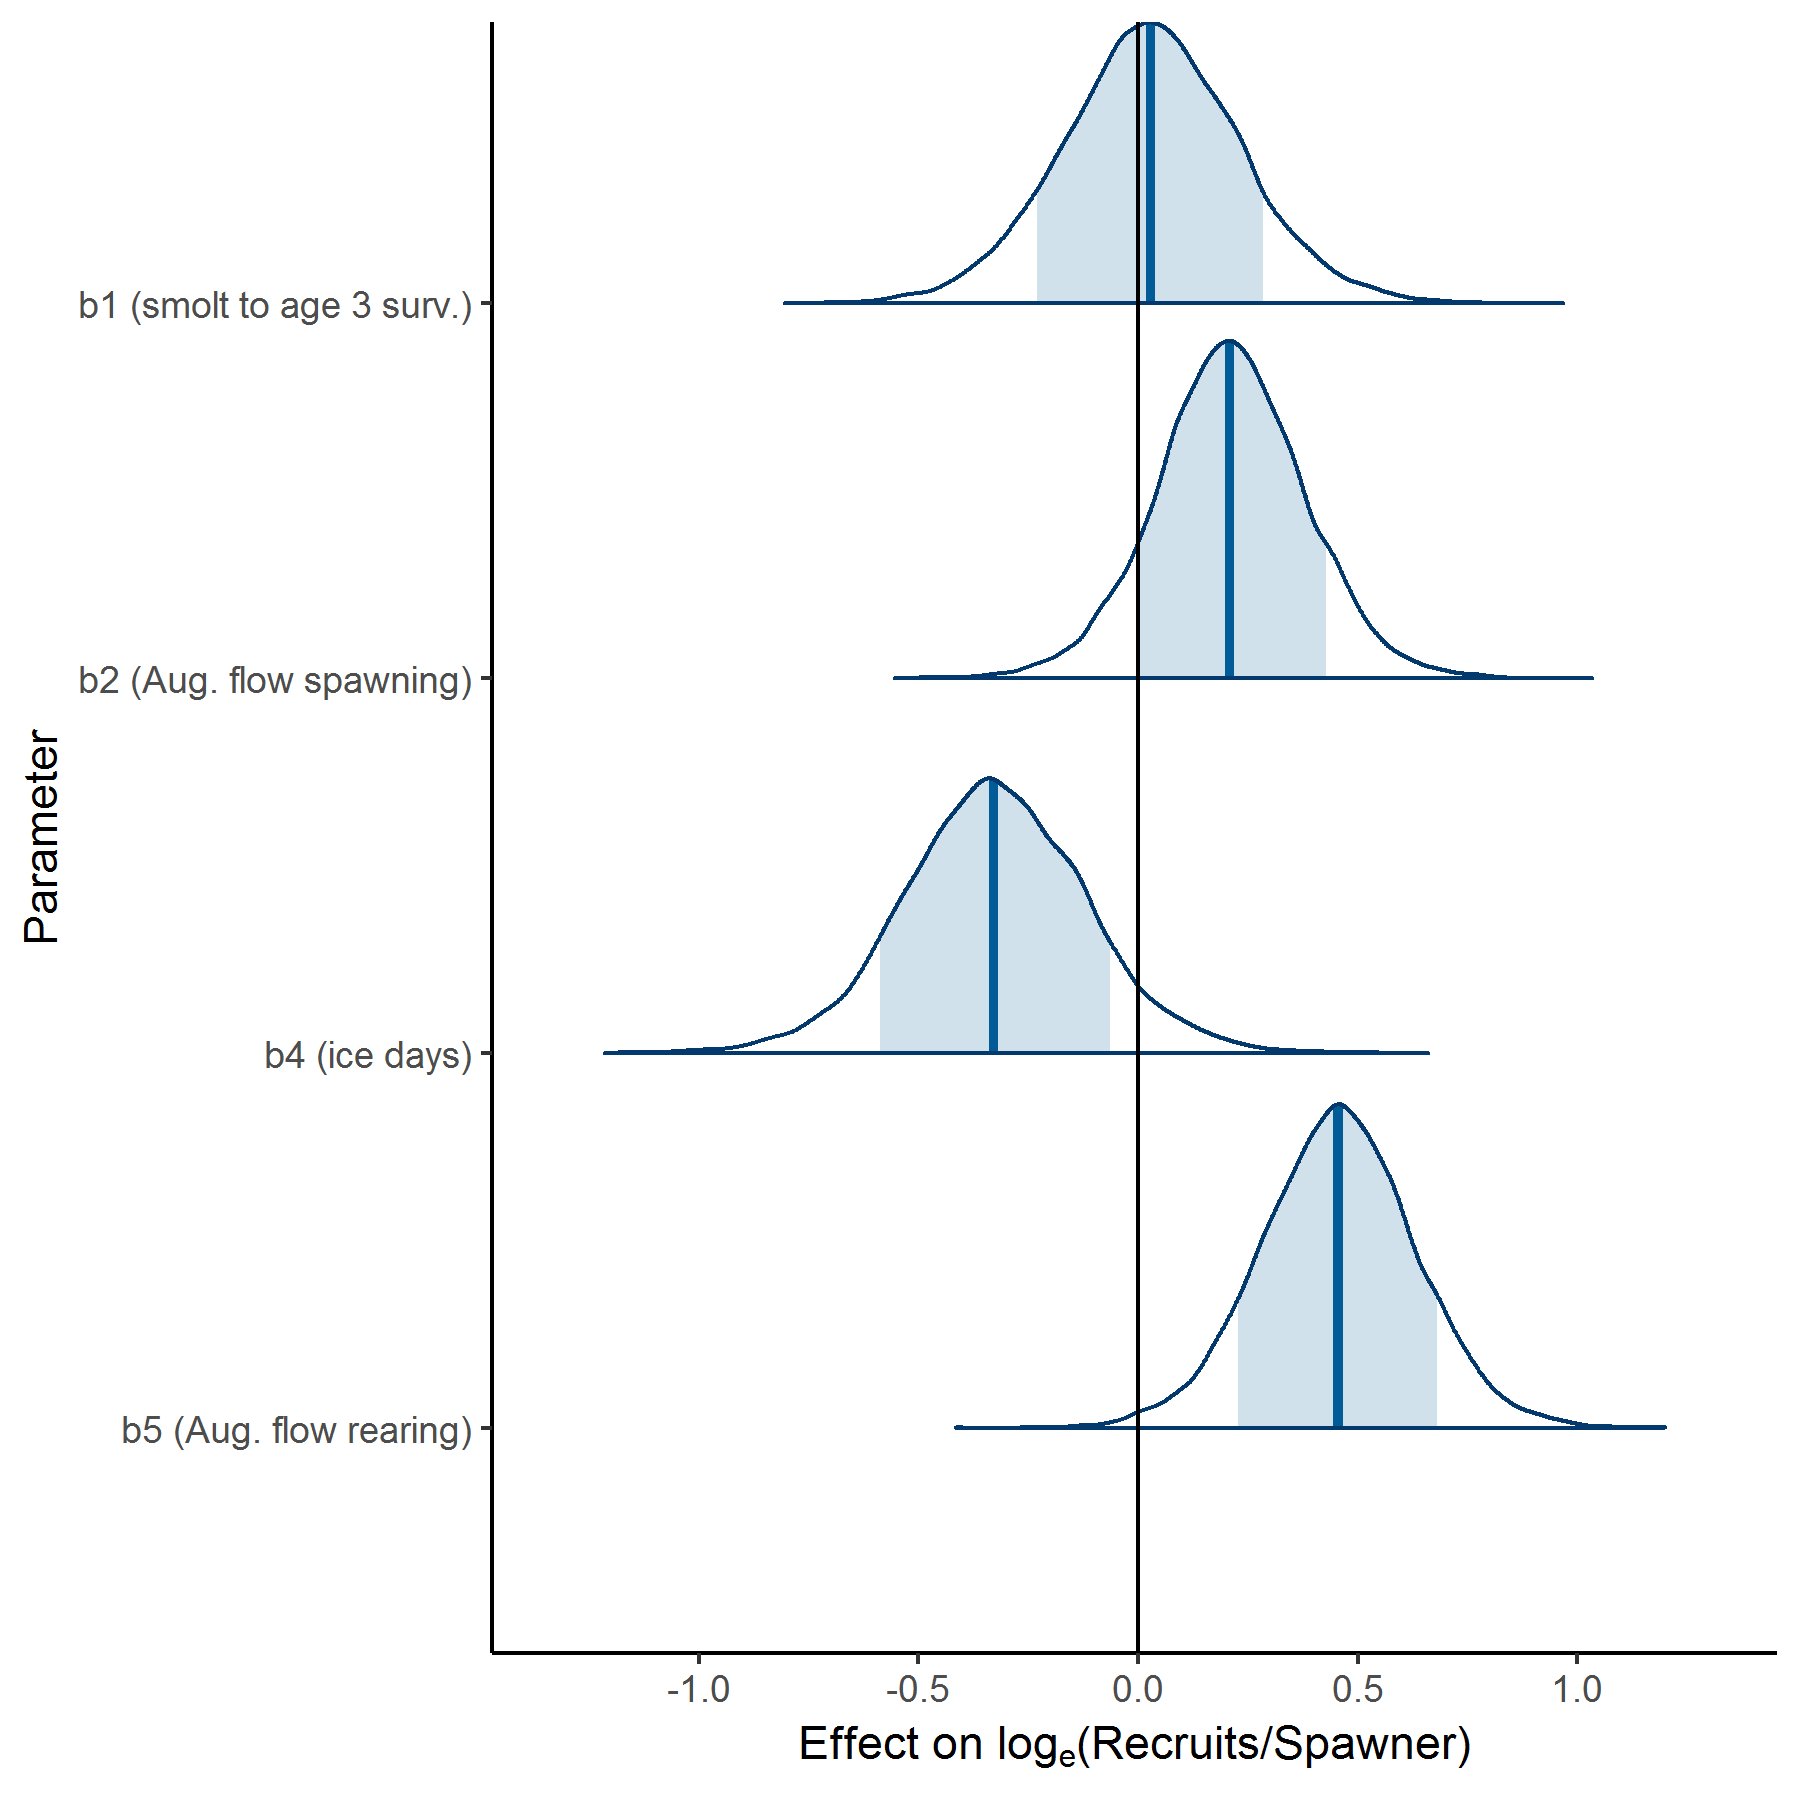 Parameter
b1 (smolt to age 3 surv.)
b2 (Aug. flow spawning)
b4 (ice days)
b5 (Aug. flow rearing)
-1.0 -0.5 0.0 0.5 1.0
Effect on logₑ(Recruits/Spawner)